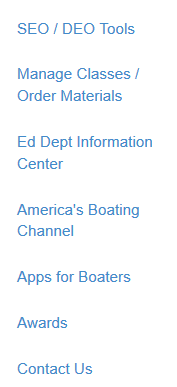 SEO / DEO Tools
Manage Classes /
Order Materials
Ed Dept Information
Center
America's Boating
Channel
Apps for Boaters
Awards
Contact Us